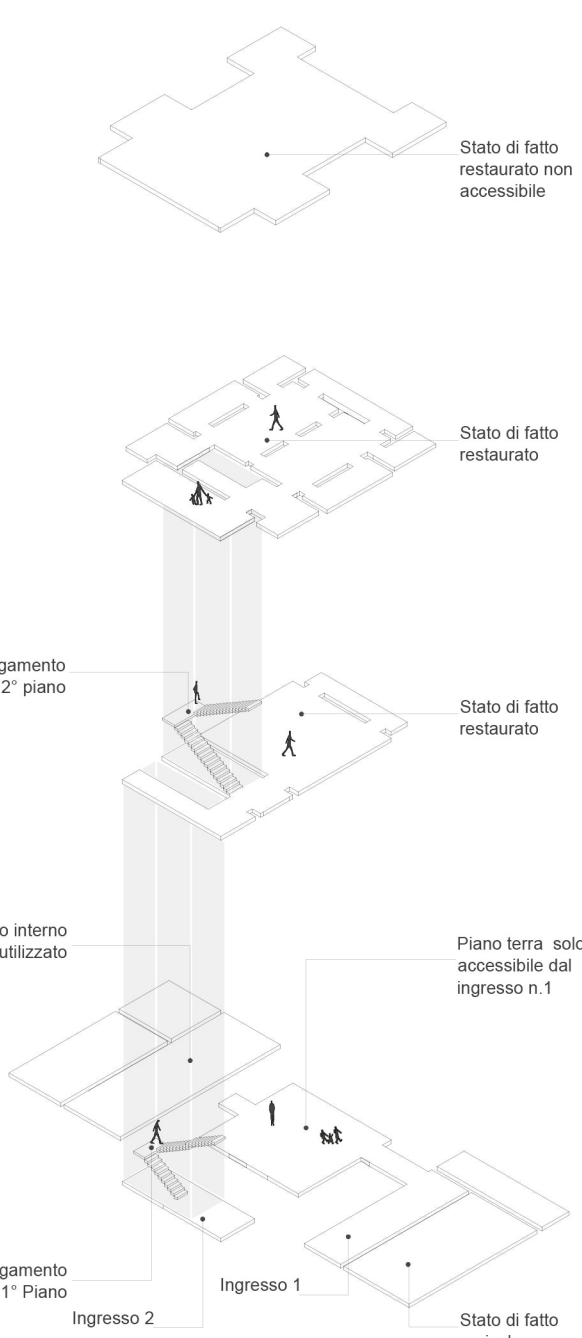 Stato di fatto
restaurato non
accessibile
Stato di fatto
restaurato
gamento
2° piano
Stato di fatto
restaurato
o interno
utilizzato
Piano terra solo
accessibile dal
ingresso n.1
gamento
1° Piano
Ingresso 1
Ingresso 2
Stato di fatto